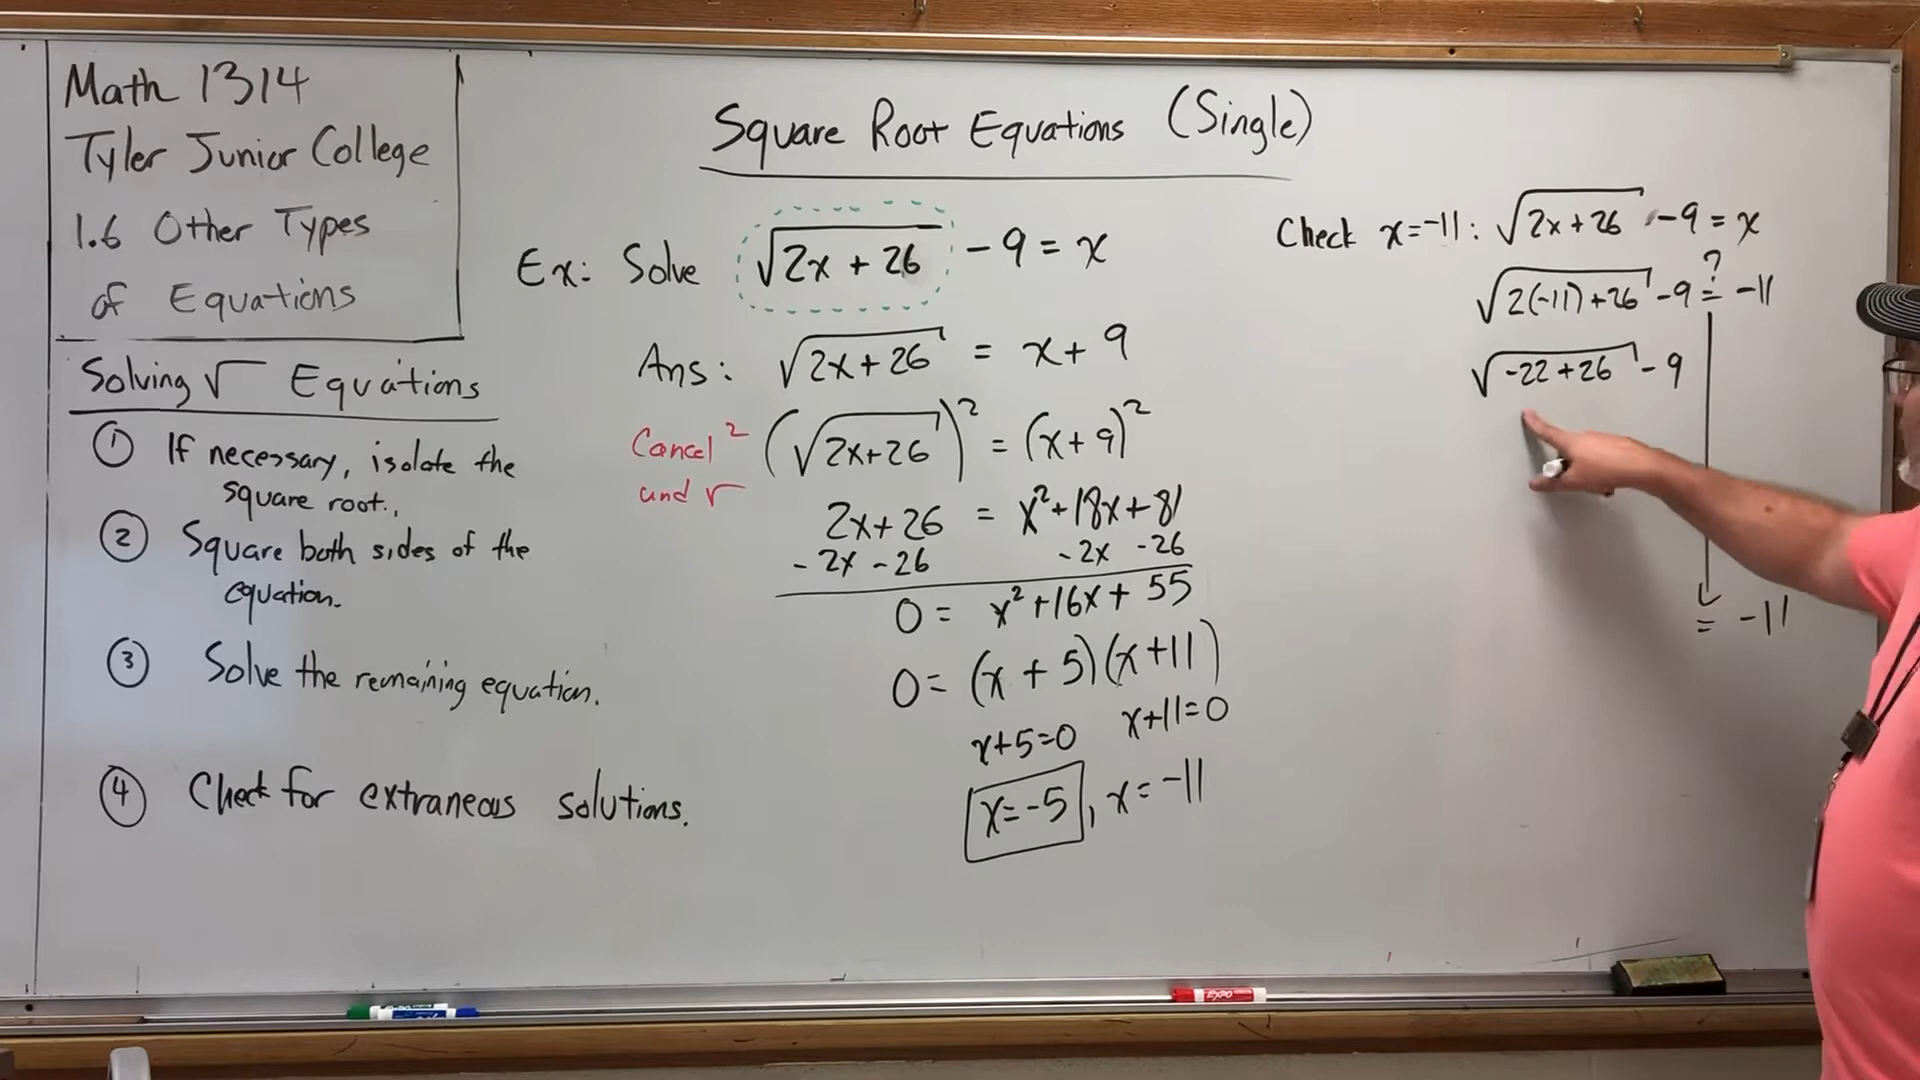 Math 1314
Tyler Junior College
1.6 Other Types
of Equations
Solving √ Equations
① If necessary, isolate the
square root.
② Square both sides of the
equation.
③ Solve the remaining equation.
④ Check for extraneous solutions.
Square Root Equations (Single)
Ex: Solve √(2x + 26) - 9 = x
Ans: √(2x + 26) = x + 9
Cancel ²
and √
(√(2x+26))² = (x + 9)²
2x + 26 = x² + 18x + 81
- 2x - 26 - 2x - 26
0 = x² + 16x + 55
0 = (x + 5)(x + 11)
x+5=0 x+11=0
x=-5, x=-11
Check x=-11: √(2x+26) - 9 = x
√(2(-11)+26) - 9 ≟ -11
√(-22+26) - 9
= -11
EXPO